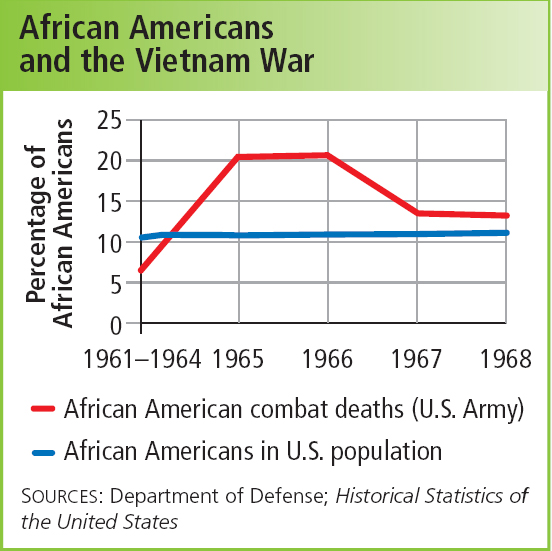 African Americans
and the Vietnam War
Percentage of
African Americans
25
20
15
10
5
0
1961–1964 1965 1966 1967 1968
African American combat deaths (U.S. Army)
African Americans in U.S. population
SOURCES: Department of Defense; Historical Statistics of
the United States